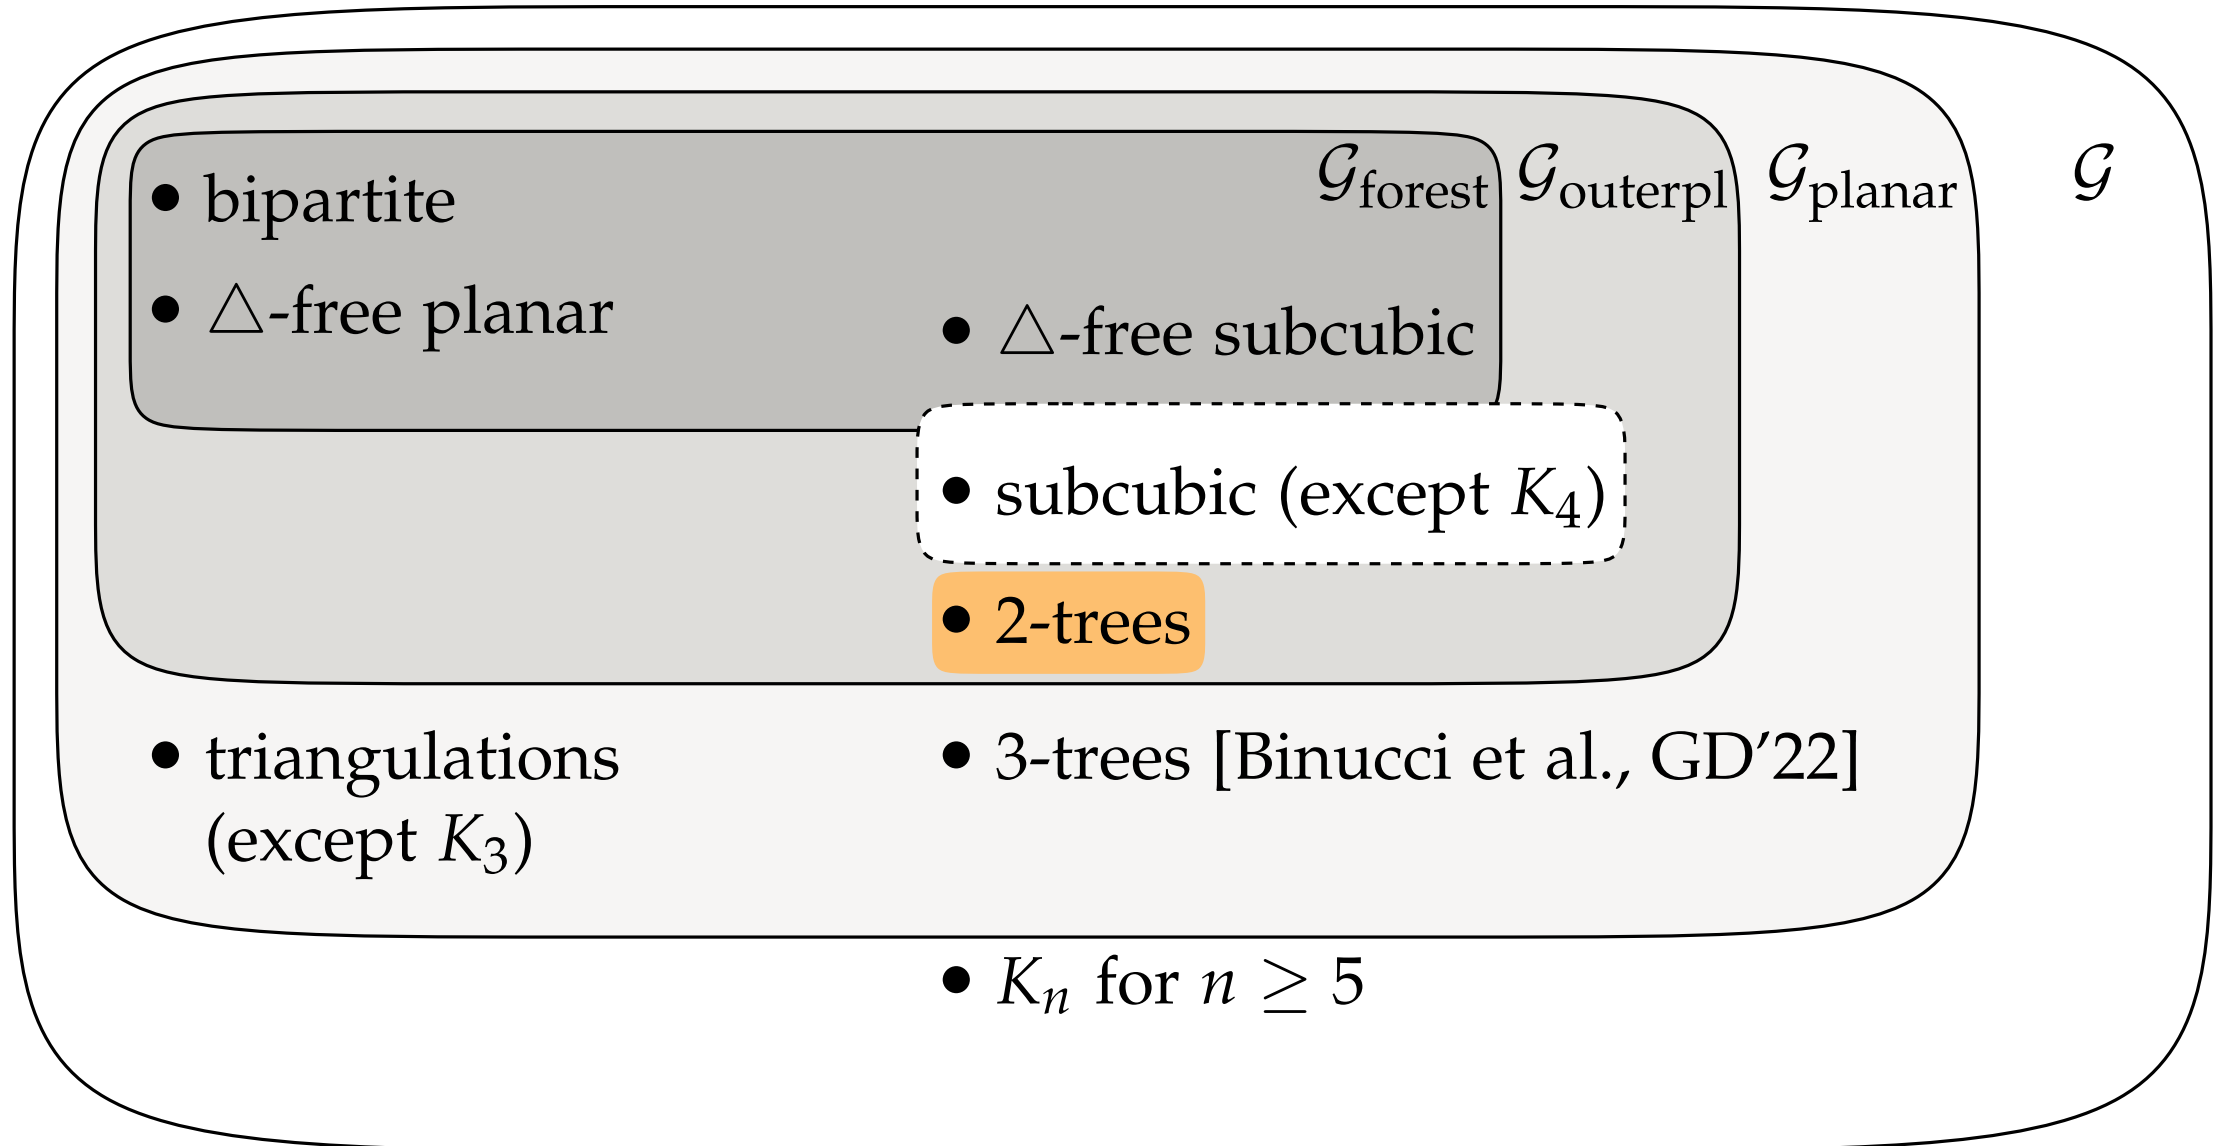 𝒢forest 𝒢outerpl 𝒢planar 𝒢
• bipartite
• △-free planar
• △-free subcubic
• subcubic (except K₄)
• 2-trees
• triangulations
(except K₃)
• 3-trees [Binucci et al., GD’22]
• Kₙ for n ≥ 5